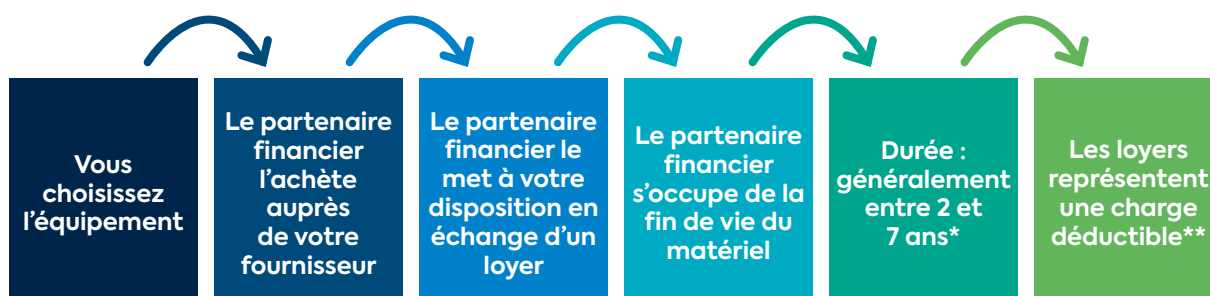 Vous
choisissez
l’équipement
Le partenaire
financier
l’achète
auprès
de votre
fournisseur
Le partenaire
financier le
met à votre
disposition en
échange d’un
loyer
Le partenaire
financier
s’occupe de la
fin de vie du
matériel
Durée :
généralement
entre 2 et
7 ans*
Les loyers
représentent
une charge
déductible**